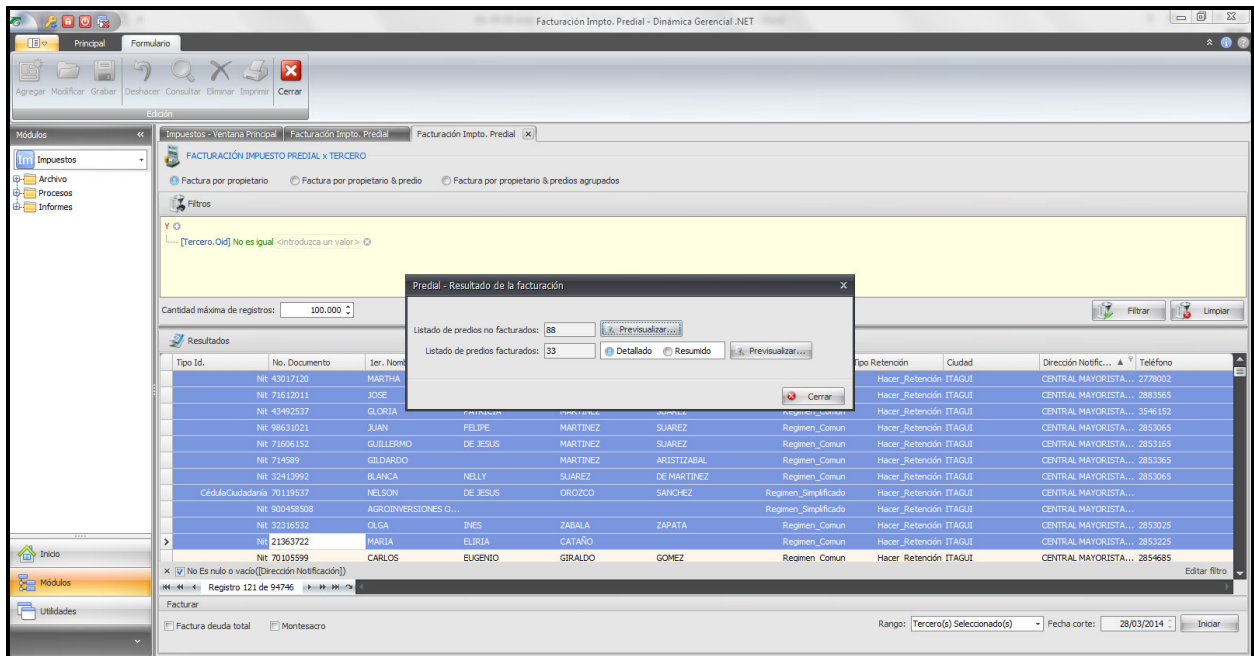 Facturación Impto. Predial - Dinámica Gerencial .NET
Principal Formulario
Agregar Modificar Grabar Deshacer Consultar Eliminar Imprimir Cerrar
Edición
Módulos «
Impuestos - Ventana Principal Facturación Impto. Predial Facturación Impto. Predial
Im Impuestos
Archivo
Procesos
Informes
FACTURACIÓN IMPUESTO PREDIAL x TERCERO
Factura por propietario Factura por propietario & predio Factura por propietario & predios agrupados
Filtros
Y
[Tercero.Oid] No es igual <introduzca un valor>
Cantidad máxima de registros: 100.000 Filtrar Limpiar
Predial - Resultado de la facturación x
Listado de predios no facturados: 88 Previsualizar...
Listado de predios facturados: 33 Detallado Resumido Previsualizar...
Cerrar
Resultados
Tipo Id. No. Documento 1er. Nomb Tipo Retención Ciudad Dirección Notific... Teléfono
Nit 43017120 MARTHA Hacer_Retención ITAGUI CENTRAL MAYORISTA... 2778002
Nit 71612011 JOSE Hacer_Retención ITAGUI CENTRAL MAYORISTA... 2883565
Nit 43492537 GLORIA PATRICIA MARTINEZ SUAREZ Regimen_Comun Hacer_Retención ITAGUI CENTRAL MAYORISTA... 3546152
Nit 98631021 JUAN FELIPE MARTINEZ SUAREZ Regimen_Comun Hacer_Retención ITAGUI CENTRAL MAYORISTA... 2853065
Nit 71606152 GUILLERMO DE JESUS MARTINEZ SUAREZ Regimen_Comun Hacer_Retención ITAGUI CENTRAL MAYORISTA... 2853165
Nit 714589 GILDARDO MARTINEZ ARISTIZABAL Regimen_Comun Hacer_Retención ITAGUI CENTRAL MAYORISTA... 2853365
Nit 32413992 BLANCA NELLY SUAREZ DE MARTINEZ Regimen_Comun Hacer_Retención ITAGUI CENTRAL MAYORISTA... 2853065
CédulaCiudadanía 70119537 NELSON DE JESUS OROZCO SANCHEZ Regimen_Simplificado Hacer_Retención ITAGUI CENTRAL MAYORISTA...
Nit 900458508 AGROINVERSIONES O... Regimen_Simplificado Hacer_Retención ITAGUI CENTRAL MAYORISTA...
Nit 32316532 OLGA INES ZABALA ZAPATA Regimen_Comun Hacer_Retención ITAGUI CENTRAL MAYORISTA... 2853025
Nit 21363722 MARIA ELIRIA CATAÑO Regimen_Comun Hacer_Retención ITAGUI CENTRAL MAYORISTA... 2853225
Nit 70105599 CARLOS EUGENIO GIRALDO GOMEZ Regimen_Comun Hacer_Retención ITAGUI CENTRAL MAYORISTA... 2854685
No Es nulo o vacío([Dirección Notificación]) Editar filtro
Registro 121 de 94746
Inicio
Módulos
Utilidades
Facturar
Factura deuda total Montesacro Rango: Tercero(s) Seleccionado(s) Fecha corte: 28/03/2014 Iniciar